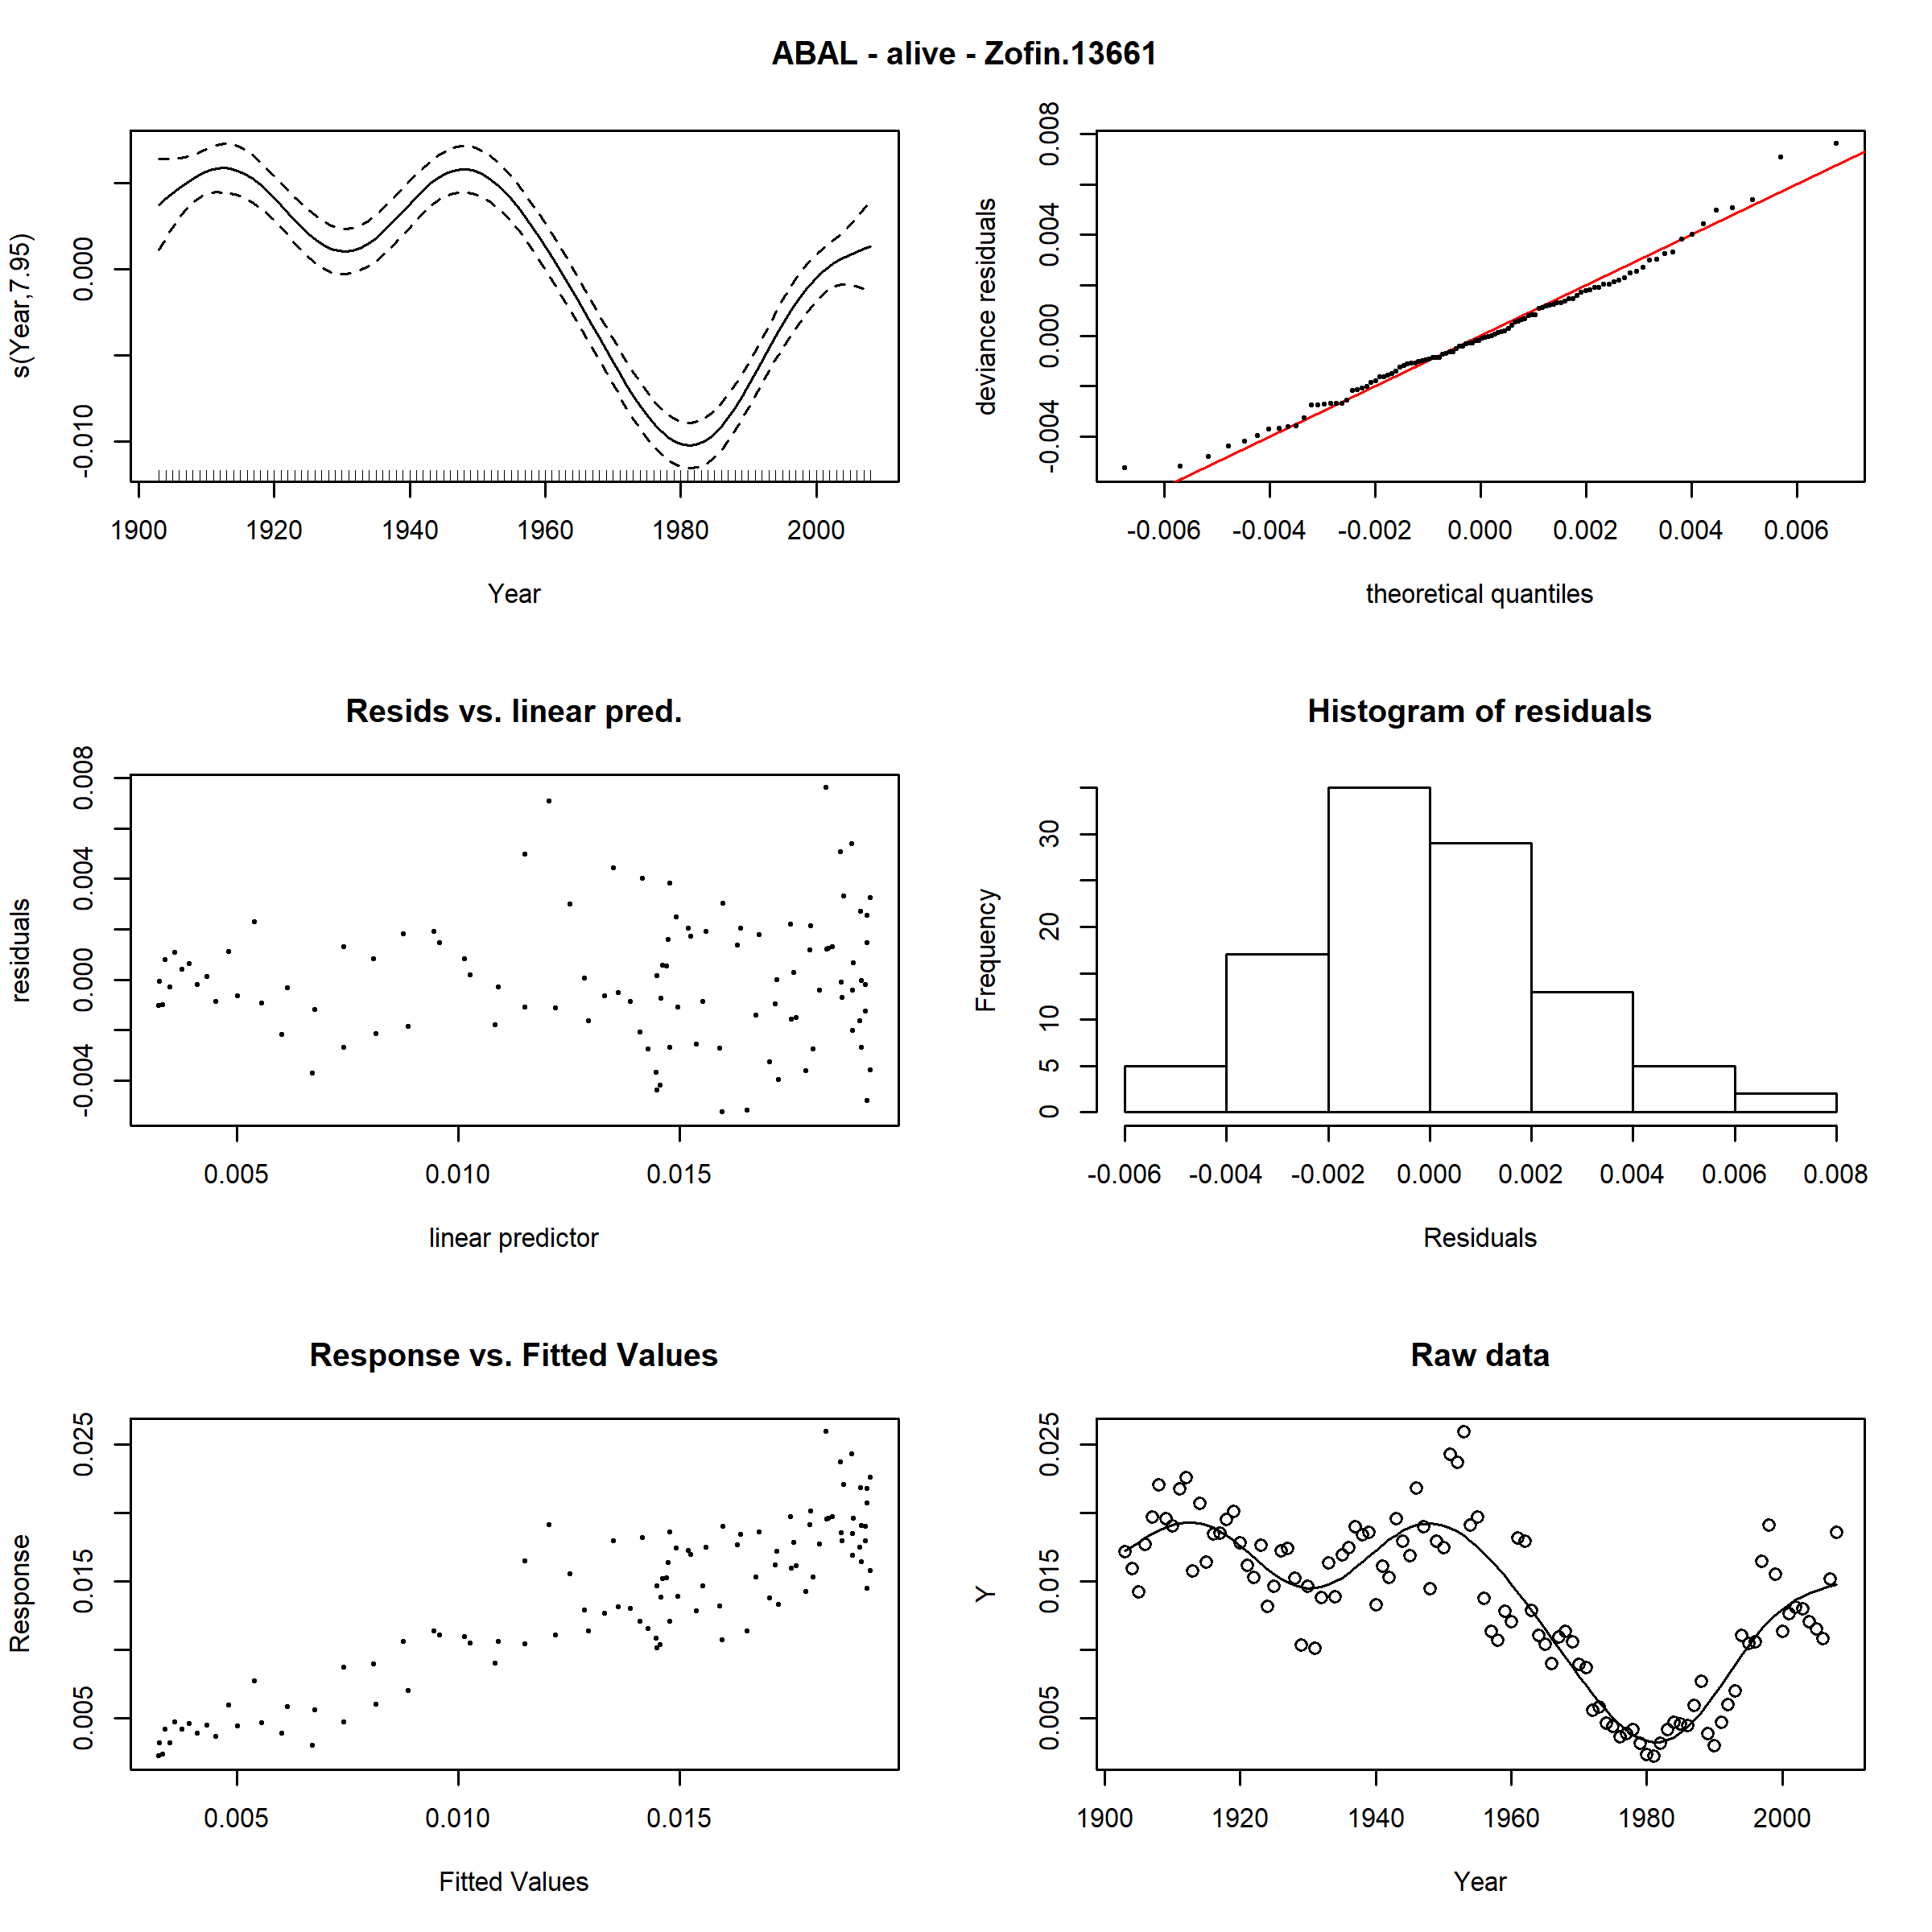 ABAL - alive - Zofin.13661
s(Year,7.95)
-0.010 0.000
1900 1920 1940 1960 1980 2000
Year
deviance residuals
-0.004 0.000 0.004 0.008
-0.006 -0.004 -0.002 0.000 0.002 0.004 0.006
theoretical quantiles
Resids vs. linear pred.
residuals
-0.004 0.000 0.004 0.008
0.005 0.010 0.015
linear predictor
Histogram of residuals
Frequency
0 5 10 20 30
-0.006 -0.004 -0.002 0.000 0.002 0.004 0.006 0.008
Residuals
Response vs. Fitted Values
Response
0.005 0.015 0.025
0.005 0.010 0.015
Fitted Values
Raw data
Y
0.005 0.015 0.025
1900 1920 1940 1960 1980 2000
Year